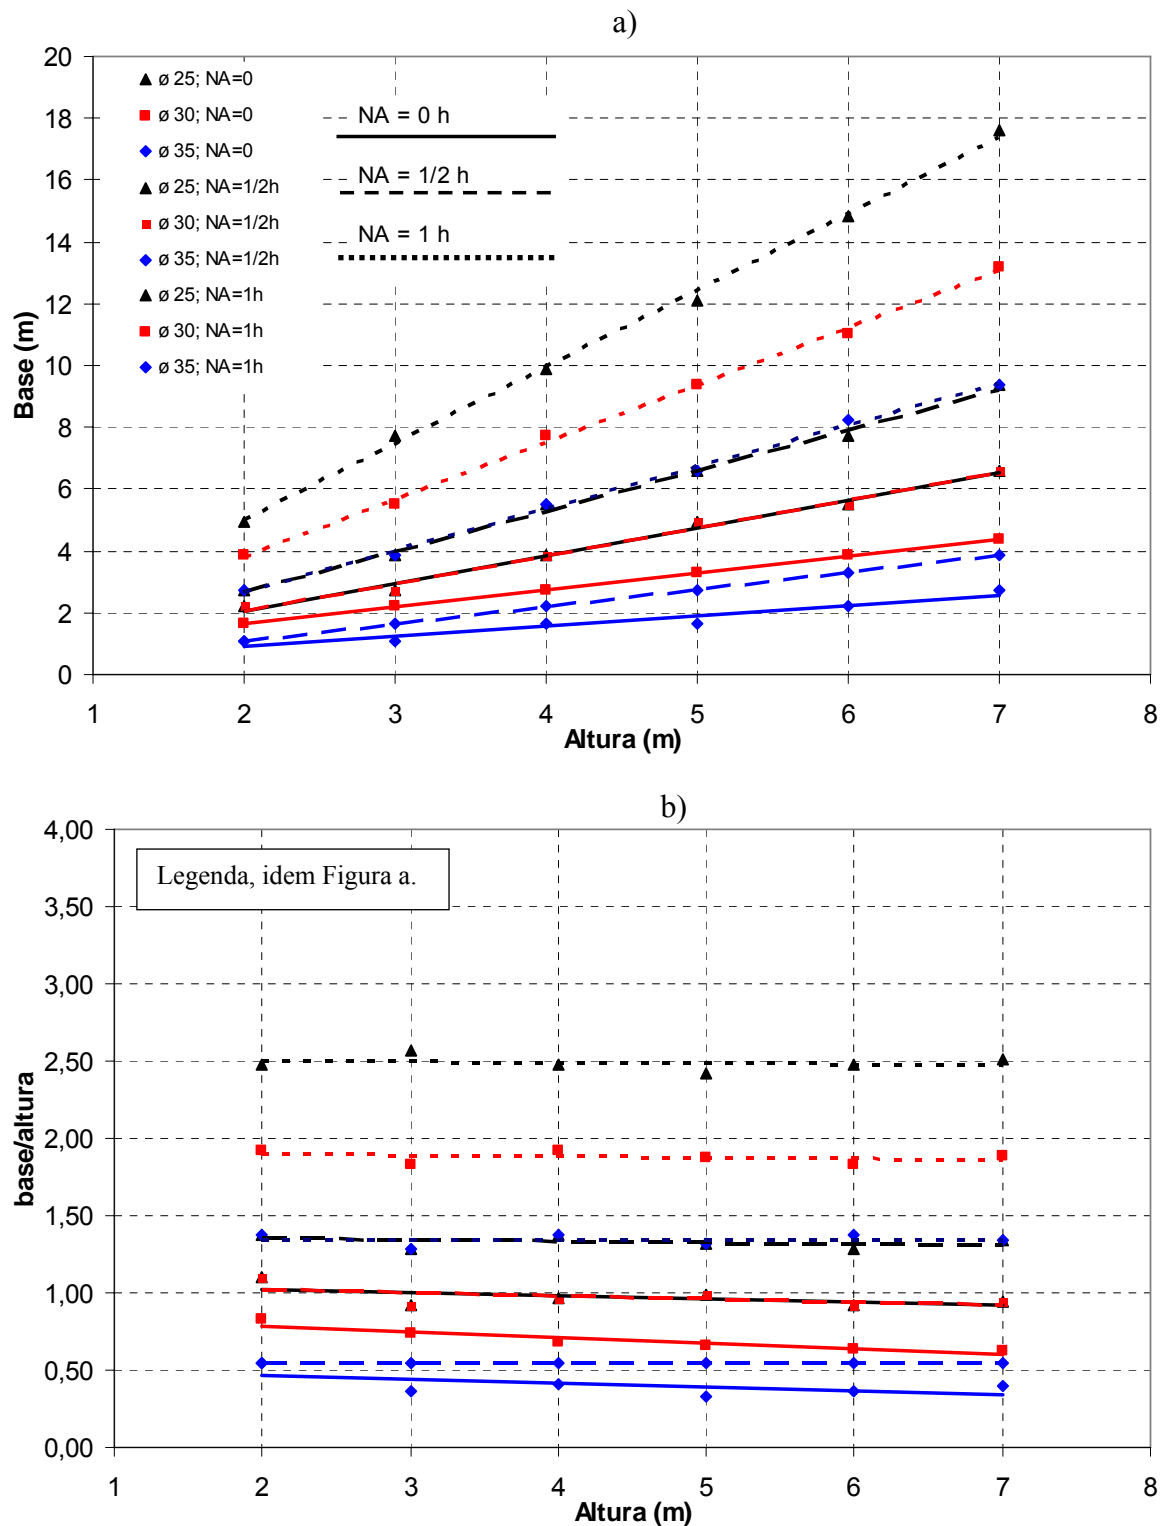 a)
20
18
16
14
12
10
8
6
4
2
0
Base (m)
ø 25; NA=0
ø 30; NA=0
ø 35; NA=0
ø 25; NA=1/2h
ø 30; NA=1/2h
ø 35; NA=1/2h
ø 25; NA=1h
ø 30; NA=1h
ø 35; NA=1h
NA = 0 h
NA = 1/2 h
NA = 1 h
1 2 3 4 5 6 7 8
Altura (m)
b)
4,00
3,50
3,00
2,50
2,00
1,50
1,00
0,50
0,00
base/altura
Legenda, idem Figura a.
1 2 3 4 5 6 7 8
Altura (m)